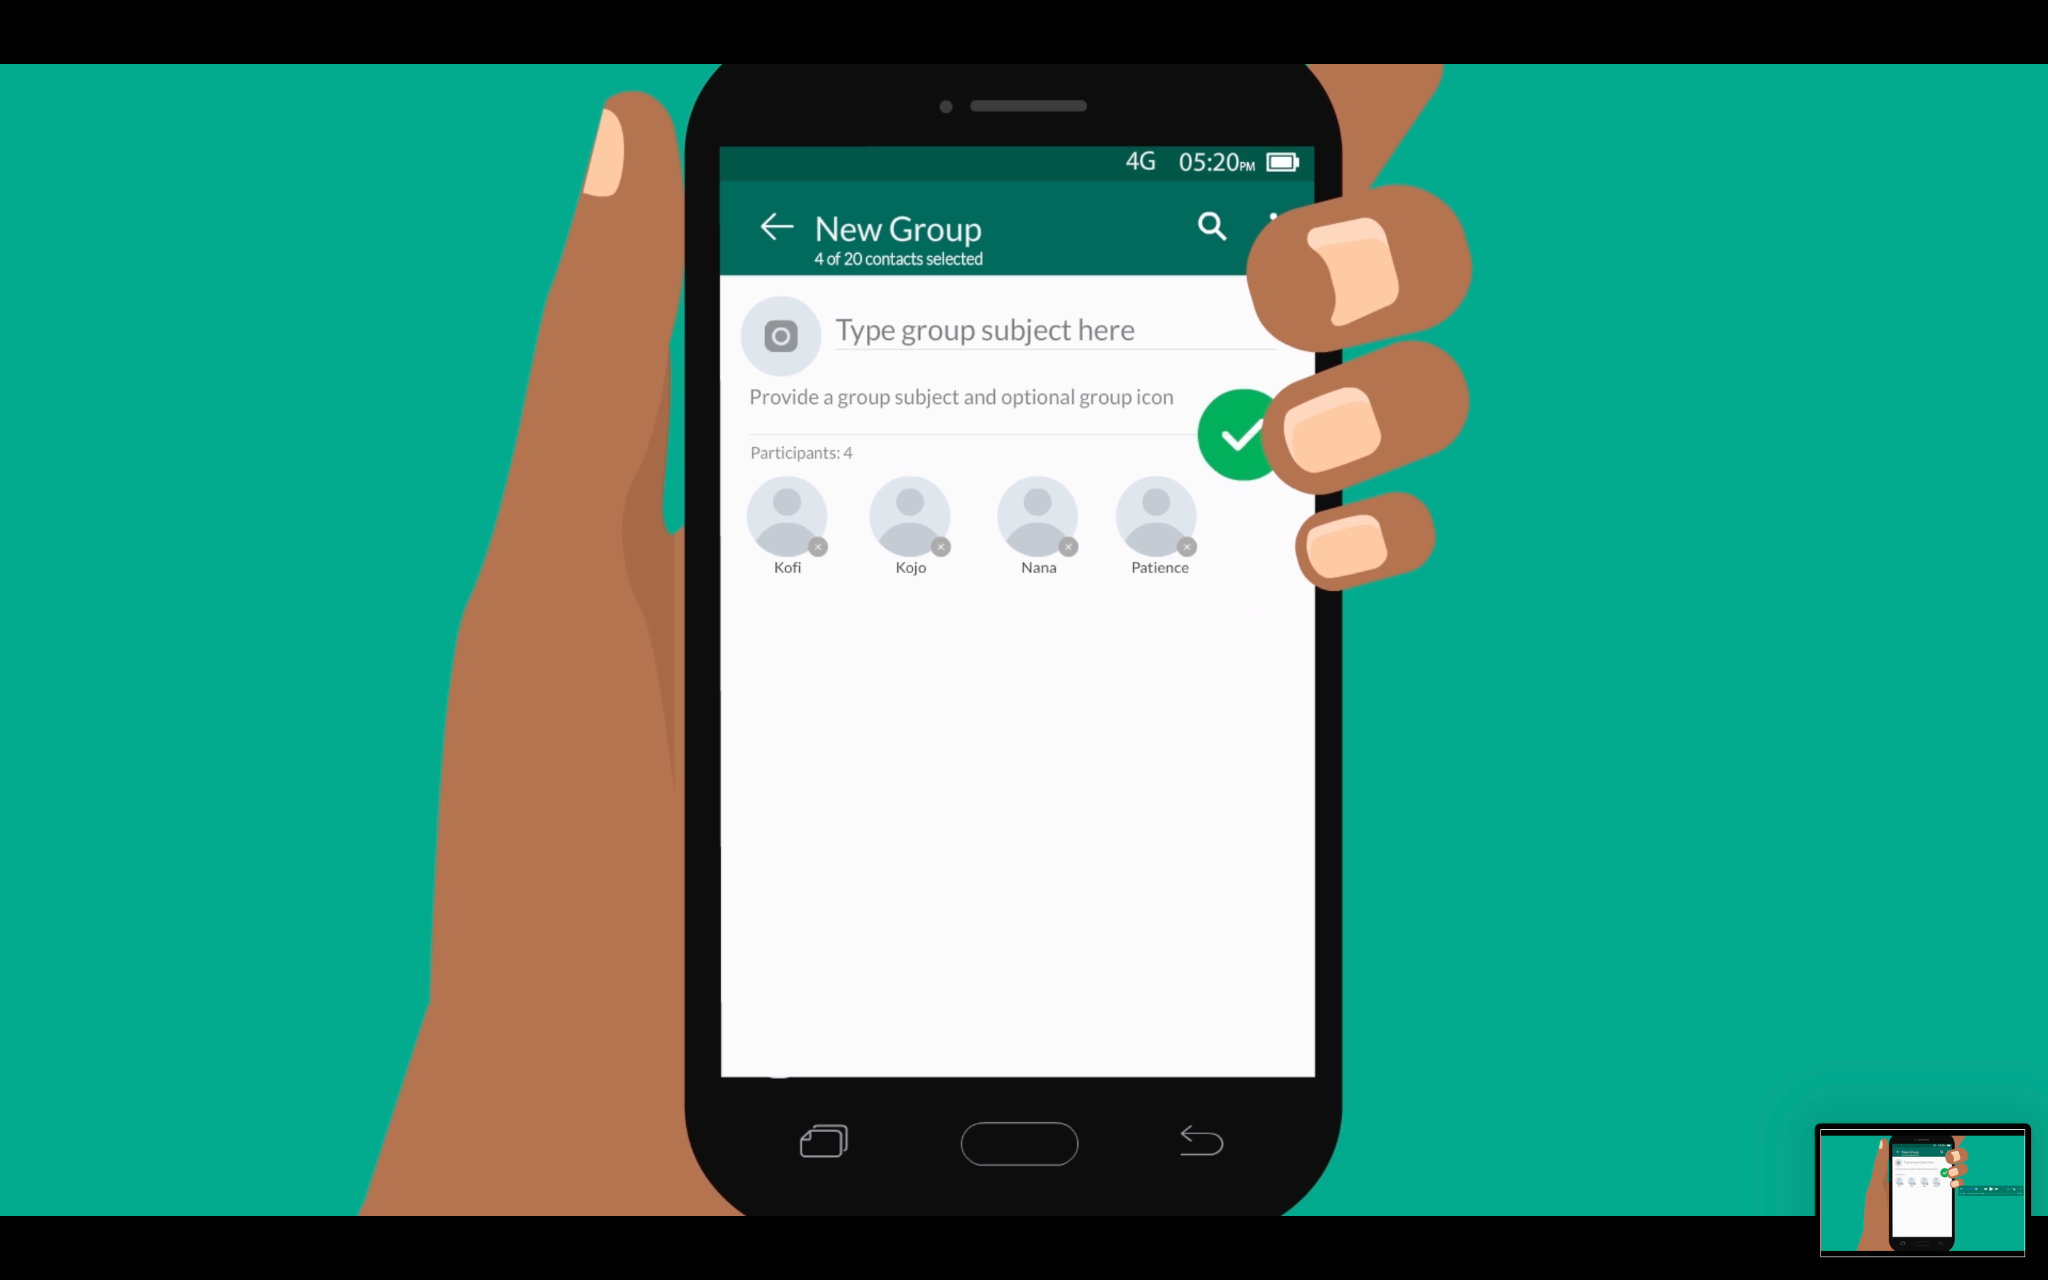 4G 05:20PM
New Group
4 of 20 contacts selected
Type group subject here
Provide a group subject and optional group icon
Participants: 4
Kofi Kojo Nana Patience